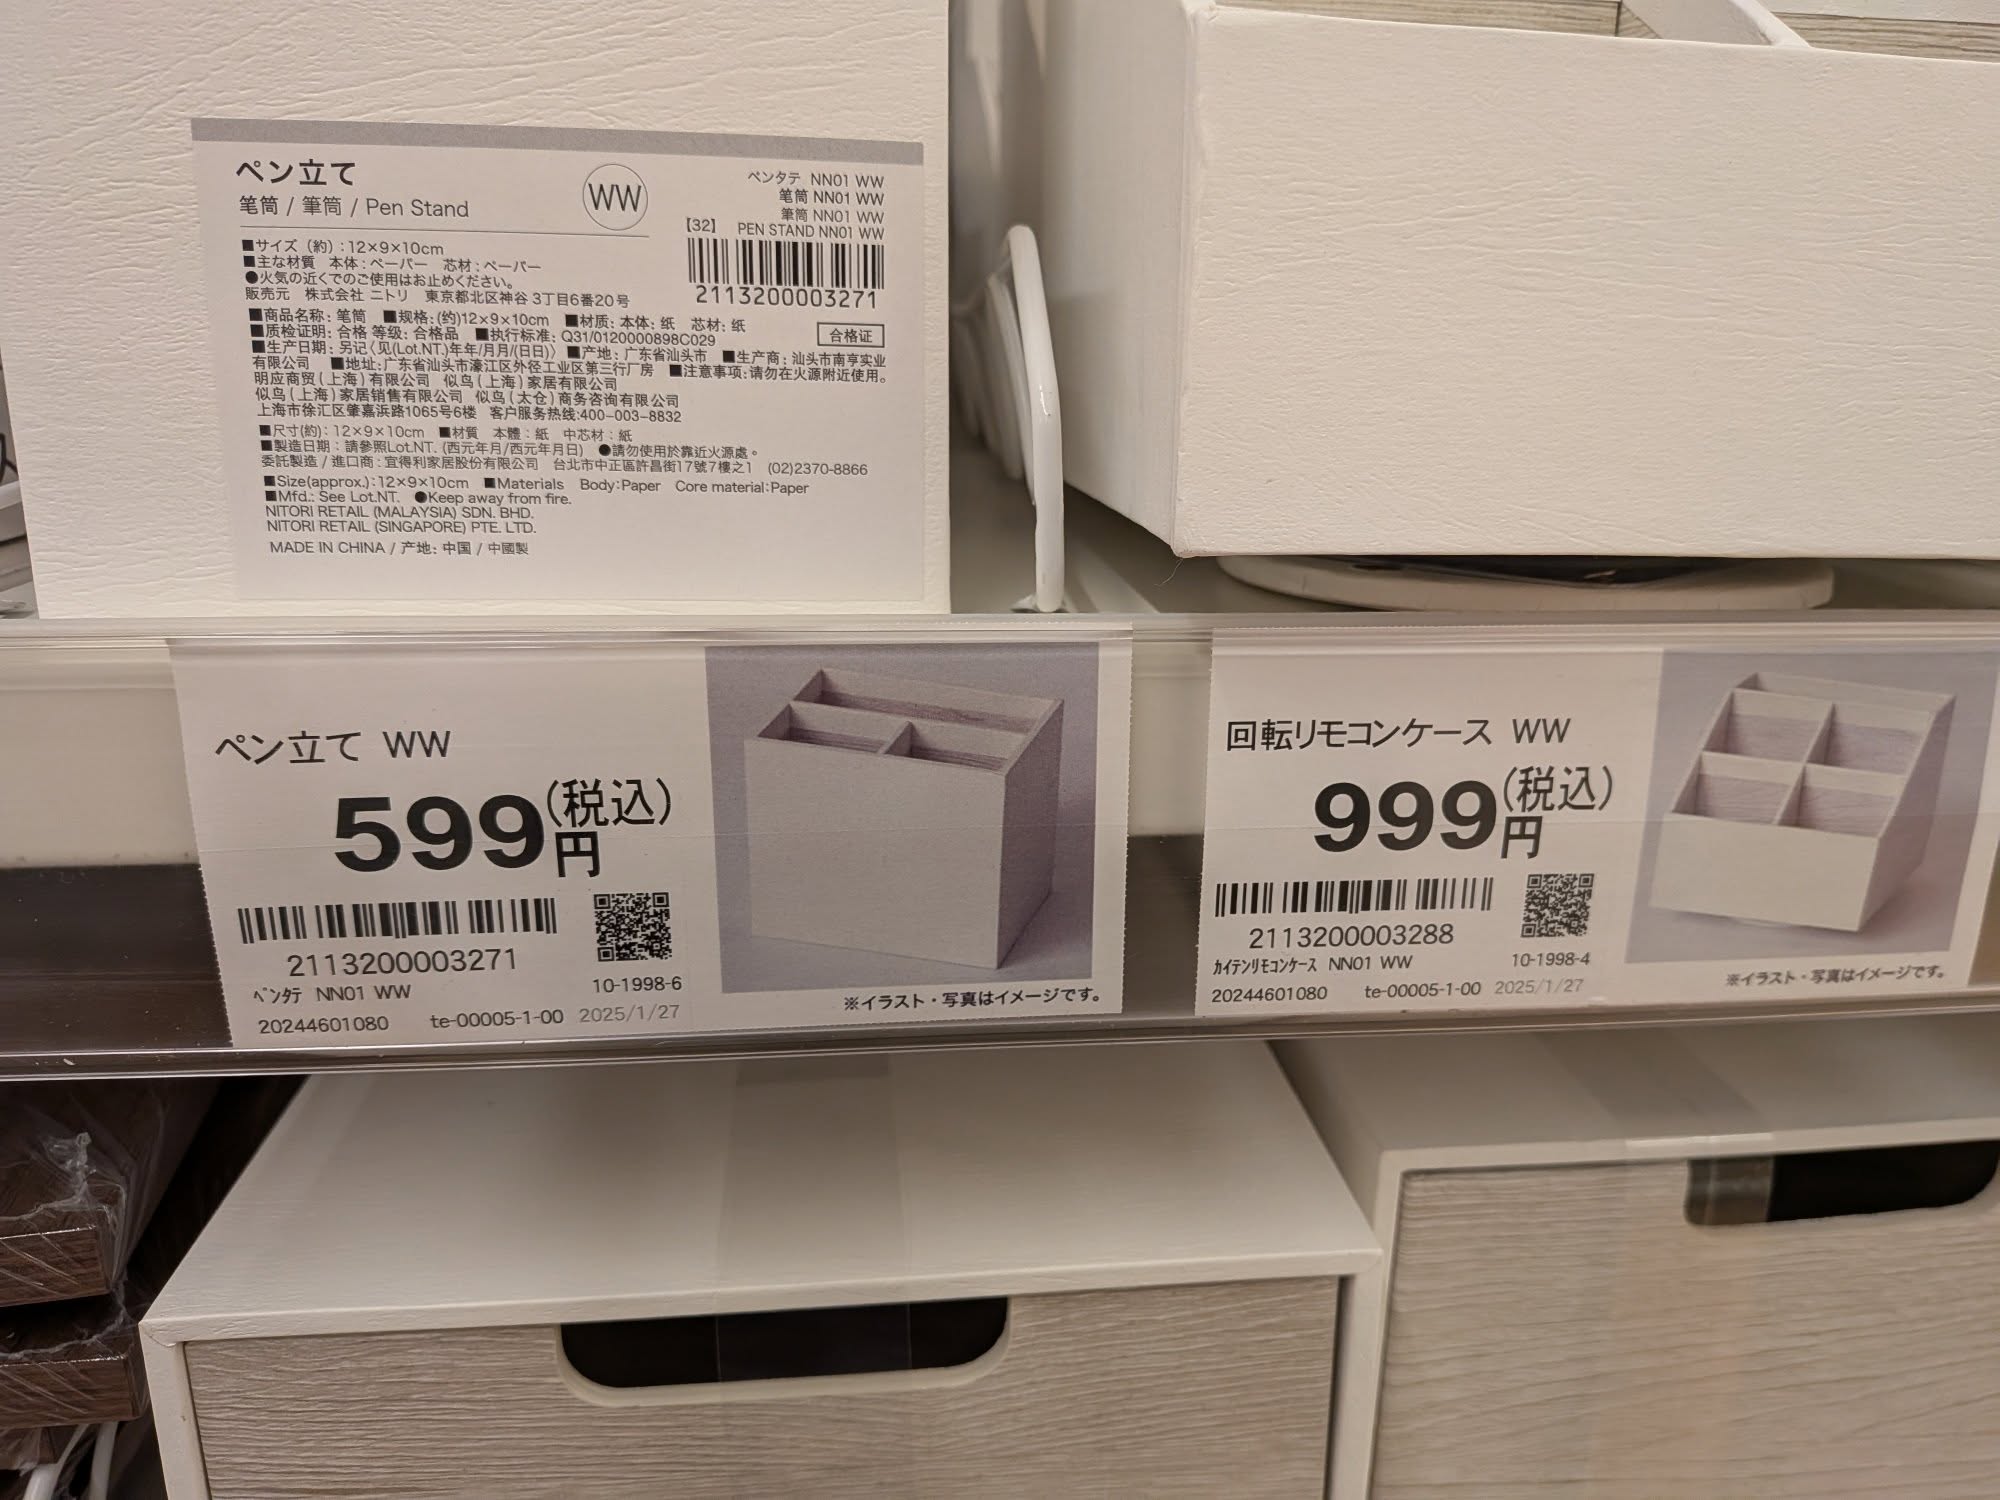 ペン立て
笔筒 / 筆筒 / Pen Stand
WW
ペンタテ NN01 WW
笔筒 NN01 WW
筆筒 NN01 WW
【32】 PEN STAND NN01 WW
2113200003271
■サイズ（約）：12×9×10cm
■主な材質 本体：ペーパー 芯材：ペーパー
●火気の近くでのご使用はお止めください。
販売元 株式会社 ニトリ 東京都北区神谷3丁目6番20号
■商品名称：笔筒 ■规格：(约)12×9×10cm ■材质：本体：纸 芯材：纸
■质检证明：合格 等级：合格品 ■执行标准：Q31/0120000898C029
合格证
■生产日期：另记〈见(Lot.NT.)年年/月月/(日日)〉 ■产地：广东省汕头市 ■生产商：汕头市南亨实业
有限公司 ■地址：广东省汕头市濠江区外径工业区第三行厂房 ■注意事项：请勿在火源附近使用。
明应商贸(上海)有限公司 似鸟(上海)家居有限公司
似鸟(上海)家居销售有限公司 似鸟(太仓)商务咨询有限公司
上海市徐汇区肇嘉浜路1065号6楼 客户服务热线:400-003-8832
■尺寸(約)：12×9×10cm ■材質 本體：紙 中芯材：紙
■製造日期：請參照Lot.NT. (西元年月/西元年月日) ●請勿使用於靠近火源處。
委託製造 / 進口商：宜得利家居股份有限公司 台北市中正區許昌街17號7樓之1 (02)2370-8866
■Size(approx.):12×9×10cm ■Materials Body:Paper Core material:Paper
■Mfd.: See Lot.NT. ●Keep away from fire.
NITORI RETAIL (MALAYSIA) SDN. BHD.
NITORI RETAIL (SINGAPORE) PTE. LTD.
MADE IN CHINA / 产地：中国 / 中國製
ペン立て WW
599円(税込)
2113200003271
ﾍﾟﾝﾀﾃ NN01 WW
10-1998-6
20244601080 te-00005-1-00 2025/1/27
※イラスト・写真はイメージです。
回転リモコンケース WW
999円(税込)
2113200003288
ｶｲﾃﾝﾘﾓｺﾝｹｰｽ NN01 WW
10-1998-4
20244601080 te-00005-1-00 2025/1/27
※イラスト・写真はイメージです。